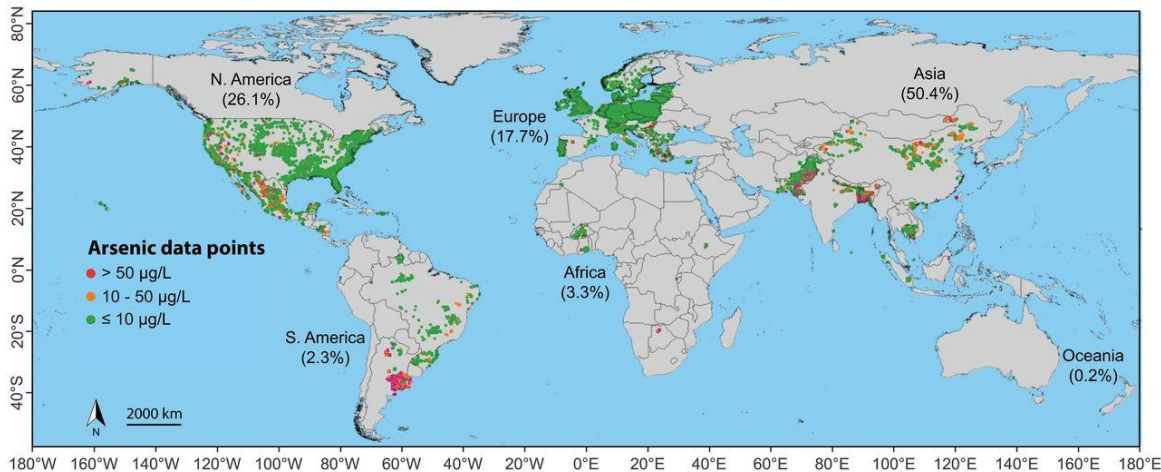 80°N
60°N
40°N
20°N
0°N
20°S
40°S
N. America
(26.1%)
Europe
(17.7%)
Asia
(50.4%)
Africa
(3.3%)
S. America
(2.3%)
Oceania
(0.2%)
Arsenic data points
> 50 µg/L
10 - 50 µg/L
≤ 10 µg/L
N
2000 km
180°W 160°W 140°W 120°W 100°W 80°W 60°W 40°W 20°W 0°E 20°E 40°E 60°E 80°E 100°E 120°E 140°E 160°E 180°E